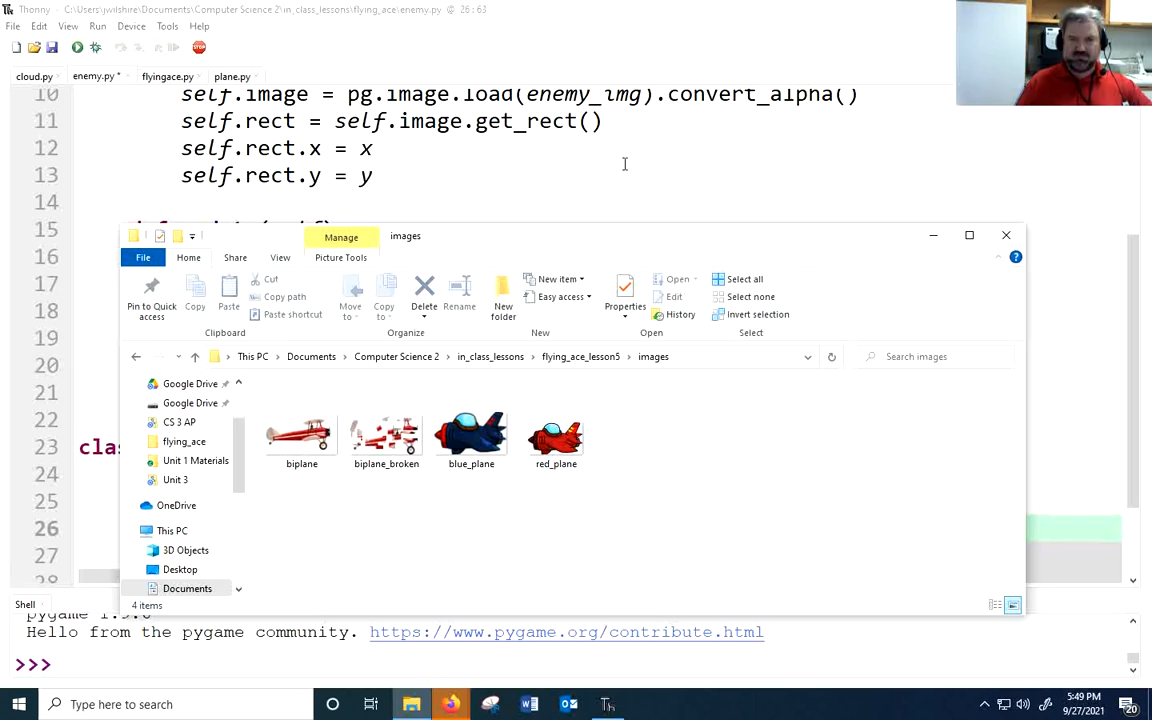 Thonny - C:\Users\jwilshire\Documents\Computer Science 2\in_class_lessons\flying_ace\enemy.py @ 26 : 63
File Edit View Run Device Tools Help
STOP
cloud.py enemy.py * flyingace.py plane.py
10 self.image = pg.image.load(enemy_img).convert_alpha()
11 self.rect = self.image.get_rect()
12 self.rect.x = x
13 self.rect.y = y
14
15
16
17
18
19
20
21
22
23 clas
24
25
26
27
28
Manage images
File Home Share View Picture Tools
Pin to Quick access
Copy
Paste
Cut
Copy path
Paste shortcut
Clipboard
Move to
Copy to
Delete
Rename
Organize
New folder
New item
Easy access
New
Properties
Open
Edit
History
Open
Select all
Select none
Invert selection
Select
This PC > Documents > Computer Science 2 > in_class_lessons > flying_ace_lesson5 > images
Search images
Google Drive
Google Drive
CS 3 AP
flying_ace
Unit 1 Materials
Unit 3
OneDrive
This PC
3D Objects
Desktop
Documents
biplane biplane_broken blue_plane red_plane
4 items
Shell
Hello from the pygame community. https://www.pygame.org/contribute.html
>>>
Type here to search
5:49 PM
9/27/2021
20